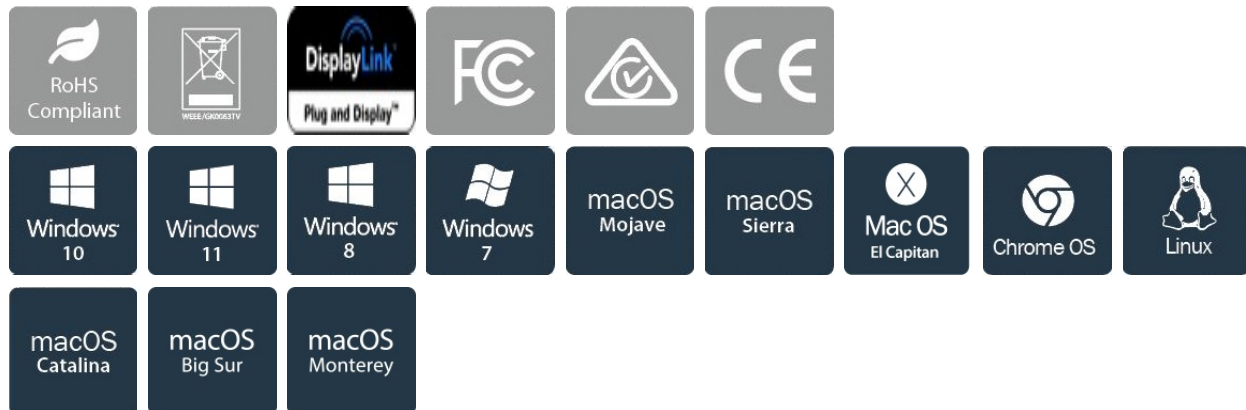 RoHS
Compliant
WEEE/GK0083TV
DisplayLink®
Plug and Display™
FC
CE
Windows
10
Windows
11
Windows
8
Windows
7
macOS
Mojave
macOS
Sierra
X
Mac OS
El Capitan
Chrome OS
Linux
macOS
Catalina
macOS
Big Sur
macOS
Monterey